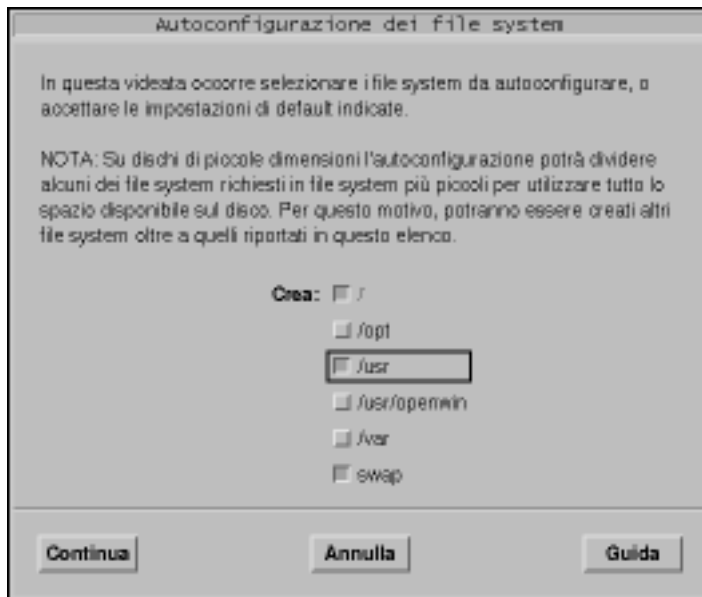 Autoconfigurazione dei file system
In questa videata occorre selezionare i file system da autoconfigurare, o
accettare le impostazioni di default indicate.
NOTA: Su dischi di piccole dimensioni l'autoconfigurazione potrà dividere
alcuni dei file system richiesti in file system più piccoli per utilizzare tutto lo
spazio disponibile sul disco. Per questo motivo, potranno essere creati altri
file system oltre a quelli riportati in questo elenco.
Crea: /
/opt
/usr
/usr/openwin
/var
swap
Continua Annulla Guida